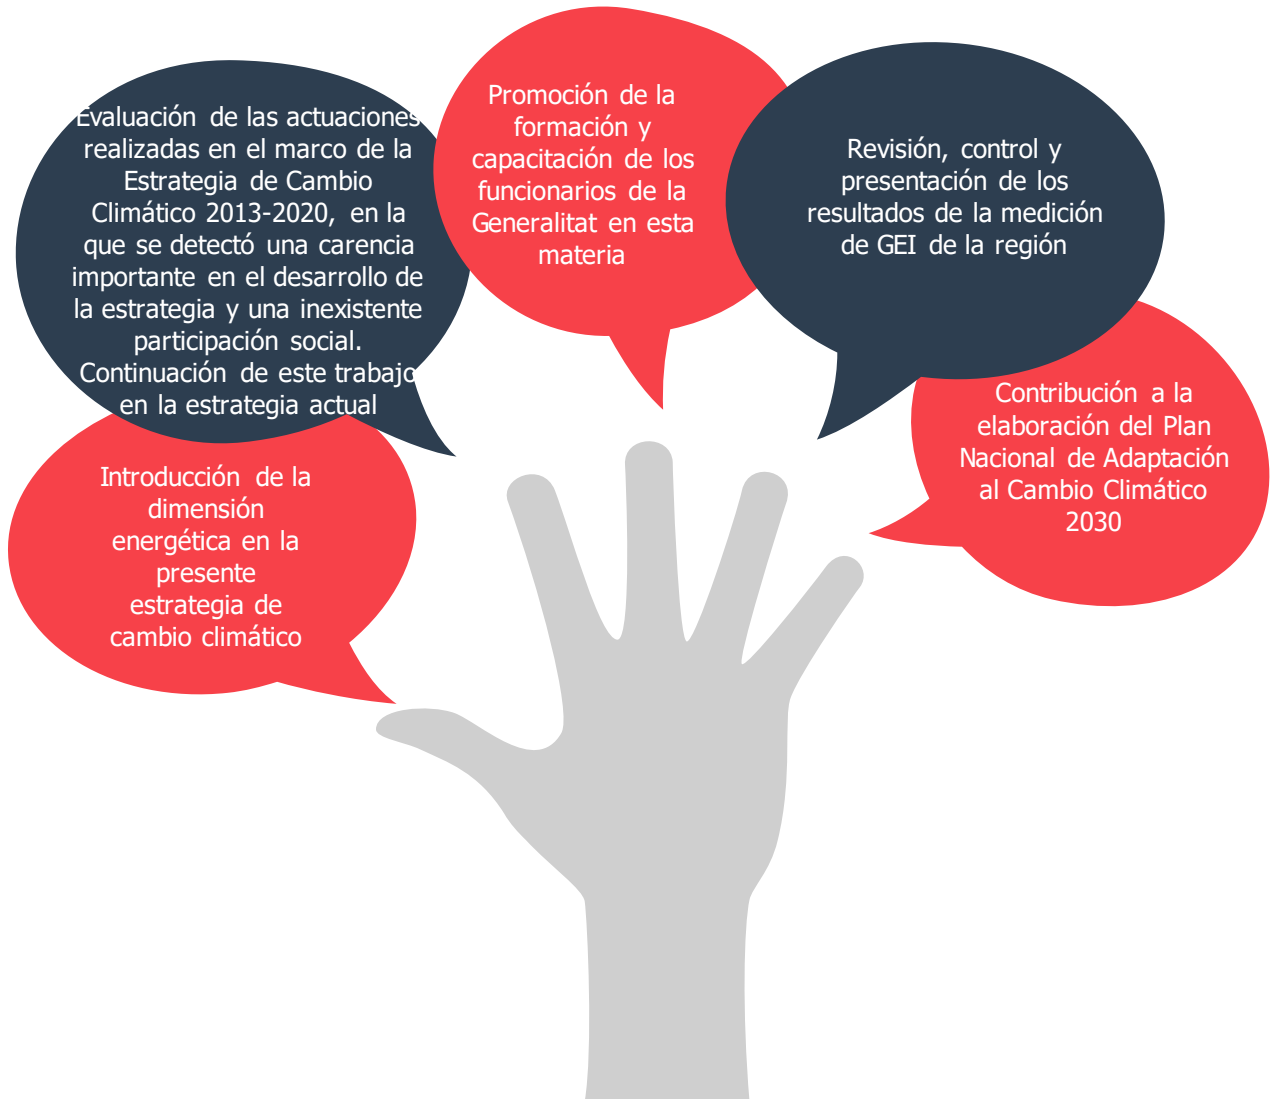 Evaluación de las actuaciones
realizadas en el marco de la
Estrategia de Cambio
Climático 2013-2020, en la
que se detectó una carencia
importante en el desarrollo de
la estrategia y una inexistente
participación social.
Continuación de este trabajo
en la estrategia actual
Promoción de la
formación y
capacitación de los
funcionarios de la
Generalitat en esta
materia
Revisión, control y
presentación de los
resultados de la medición
de GEI de la región
Contribución a la
elaboración del Plan
Nacional de Adaptación
al Cambio Climático
2030
Introducción de la
dimensión
energética en la
presente
estrategia de
cambio climático